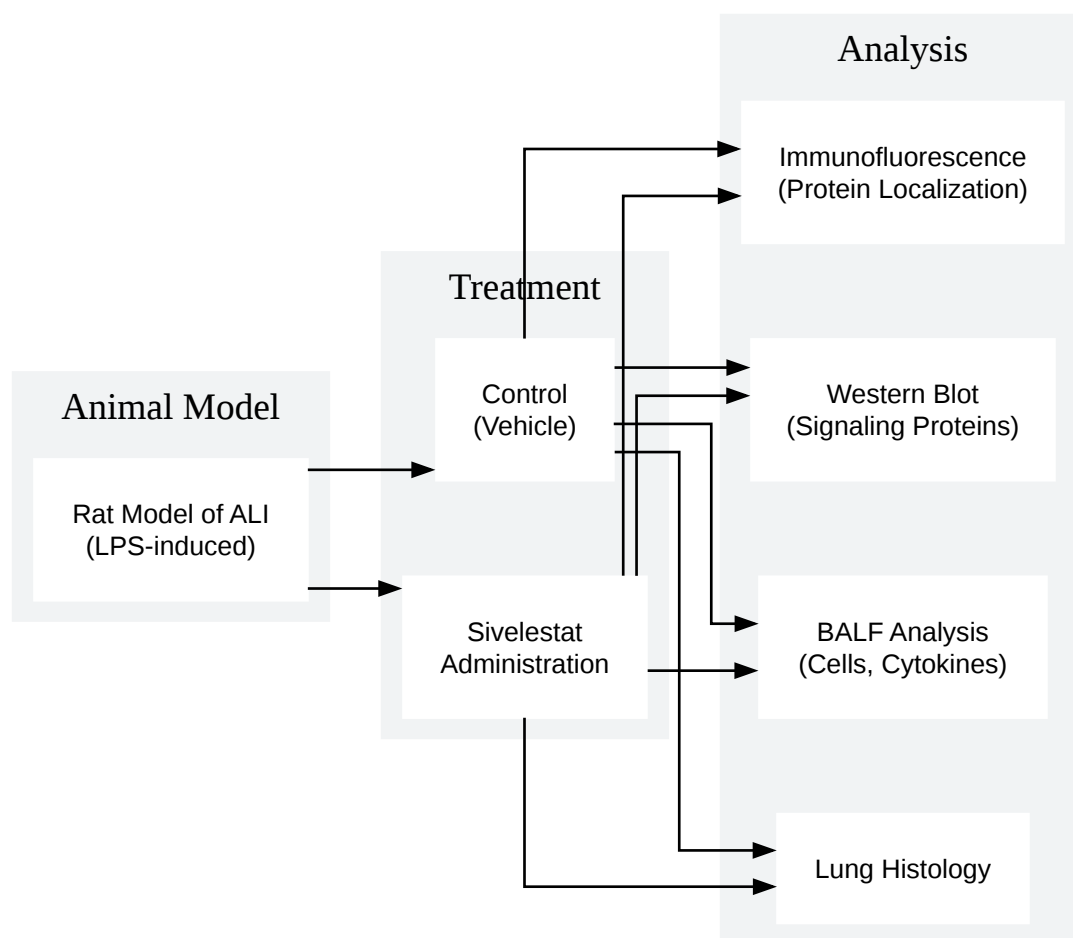 Animal Model
Rat Model of ALI
(LPS-induced)
Treatment
Control
(Vehicle)
Sivelestat
Administration
Analysis
Immunofluorescence
(Protein Localization)
Western Blot
(Signaling Proteins)
BALF Analysis
(Cells, Cytokines)
Lung Histology